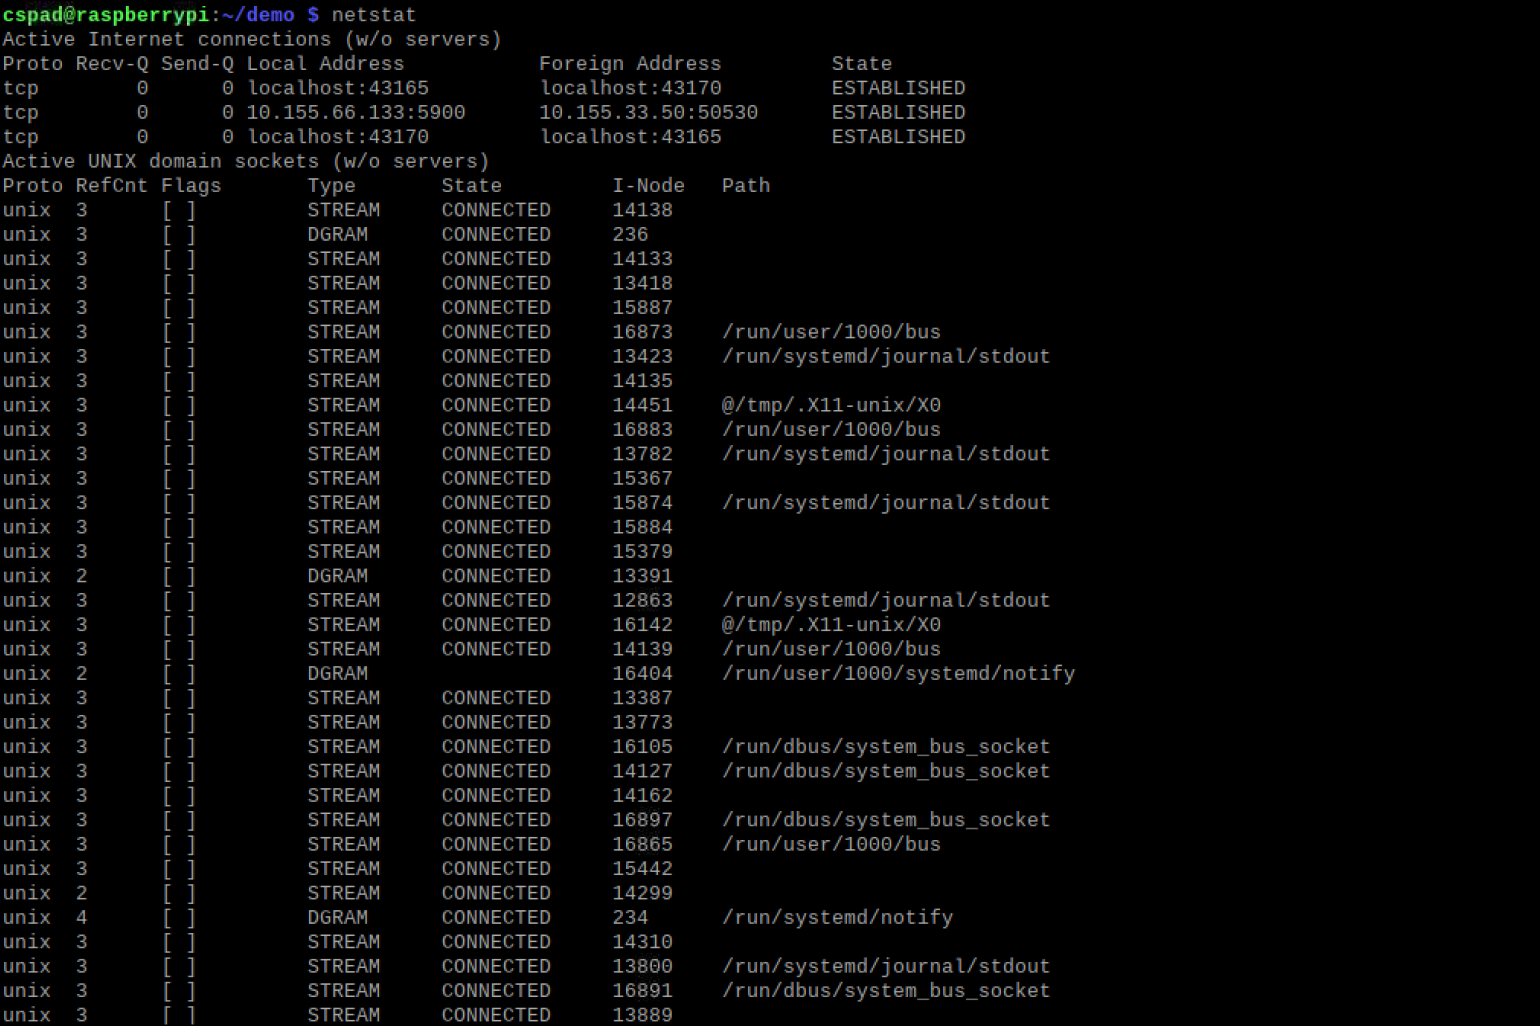 cspad@raspberrypi:~/demo $ netstat
Active Internet connections (w/o servers)
Proto Recv-Q Send-Q Local Address           Foreign Address         State
tcp        0      0 localhost:43165         localhost:43170         ESTABLISHED
tcp        0      0 10.155.66.133:5900      10.155.33.50:50530      ESTABLISHED
tcp        0      0 localhost:43170         localhost:43165         ESTABLISHED
Active UNIX domain sockets (w/o servers)
Proto RefCnt Flags       Type       State         I-Node   Path
unix  3      [ ]         STREAM     CONNECTED     14138
unix  3      [ ]         DGRAM      CONNECTED     236
unix  3      [ ]         STREAM     CONNECTED     14133
unix  3      [ ]         STREAM     CONNECTED     13418
unix  3      [ ]         STREAM     CONNECTED     15887
unix  3      [ ]         STREAM     CONNECTED     16873    /run/user/1000/bus
unix  3      [ ]         STREAM     CONNECTED     13423    /run/systemd/journal/stdout
unix  3      [ ]         STREAM     CONNECTED     14135
unix  3      [ ]         STREAM     CONNECTED     14451    @/tmp/.X11-unix/X0
unix  3      [ ]         STREAM     CONNECTED     16883    /run/user/1000/bus
unix  3      [ ]         STREAM     CONNECTED     13782    /run/systemd/journal/stdout
unix  3      [ ]         STREAM     CONNECTED     15367
unix  3      [ ]         STREAM     CONNECTED     15874    /run/systemd/journal/stdout
unix  3      [ ]         STREAM     CONNECTED     15884
unix  3      [ ]         STREAM     CONNECTED     15379
unix  2      [ ]         DGRAM      CONNECTED     13391
unix  3      [ ]         STREAM     CONNECTED     12863    /run/systemd/journal/stdout
unix  3      [ ]         STREAM     CONNECTED     16142    @/tmp/.X11-unix/X0
unix  3      [ ]         STREAM     CONNECTED     14139    /run/user/1000/bus
unix  2      [ ]         DGRAM                    16404    /run/user/1000/systemd/notify
unix  3      [ ]         STREAM     CONNECTED     13387
unix  3      [ ]         STREAM     CONNECTED     13773
unix  3      [ ]         STREAM     CONNECTED     16105    /run/dbus/system_bus_socket
unix  3      [ ]         STREAM     CONNECTED     14127    /run/dbus/system_bus_socket
unix  3      [ ]         STREAM     CONNECTED     14162
unix  3      [ ]         STREAM     CONNECTED     16897    /run/dbus/system_bus_socket
unix  3      [ ]         STREAM     CONNECTED     16865    /run/user/1000/bus
unix  3      [ ]         STREAM     CONNECTED     15442
unix  2      [ ]         STREAM     CONNECTED     14299
unix  4      [ ]         DGRAM      CONNECTED     234      /run/systemd/notify
unix  3      [ ]         STREAM     CONNECTED     14310
unix  3      [ ]         STREAM     CONNECTED     13800    /run/systemd/journal/stdout
unix  3      [ ]         STREAM     CONNECTED     16891    /run/dbus/system_bus_socket
unix  3      [ ]         STREAM     CONNECTED     13889